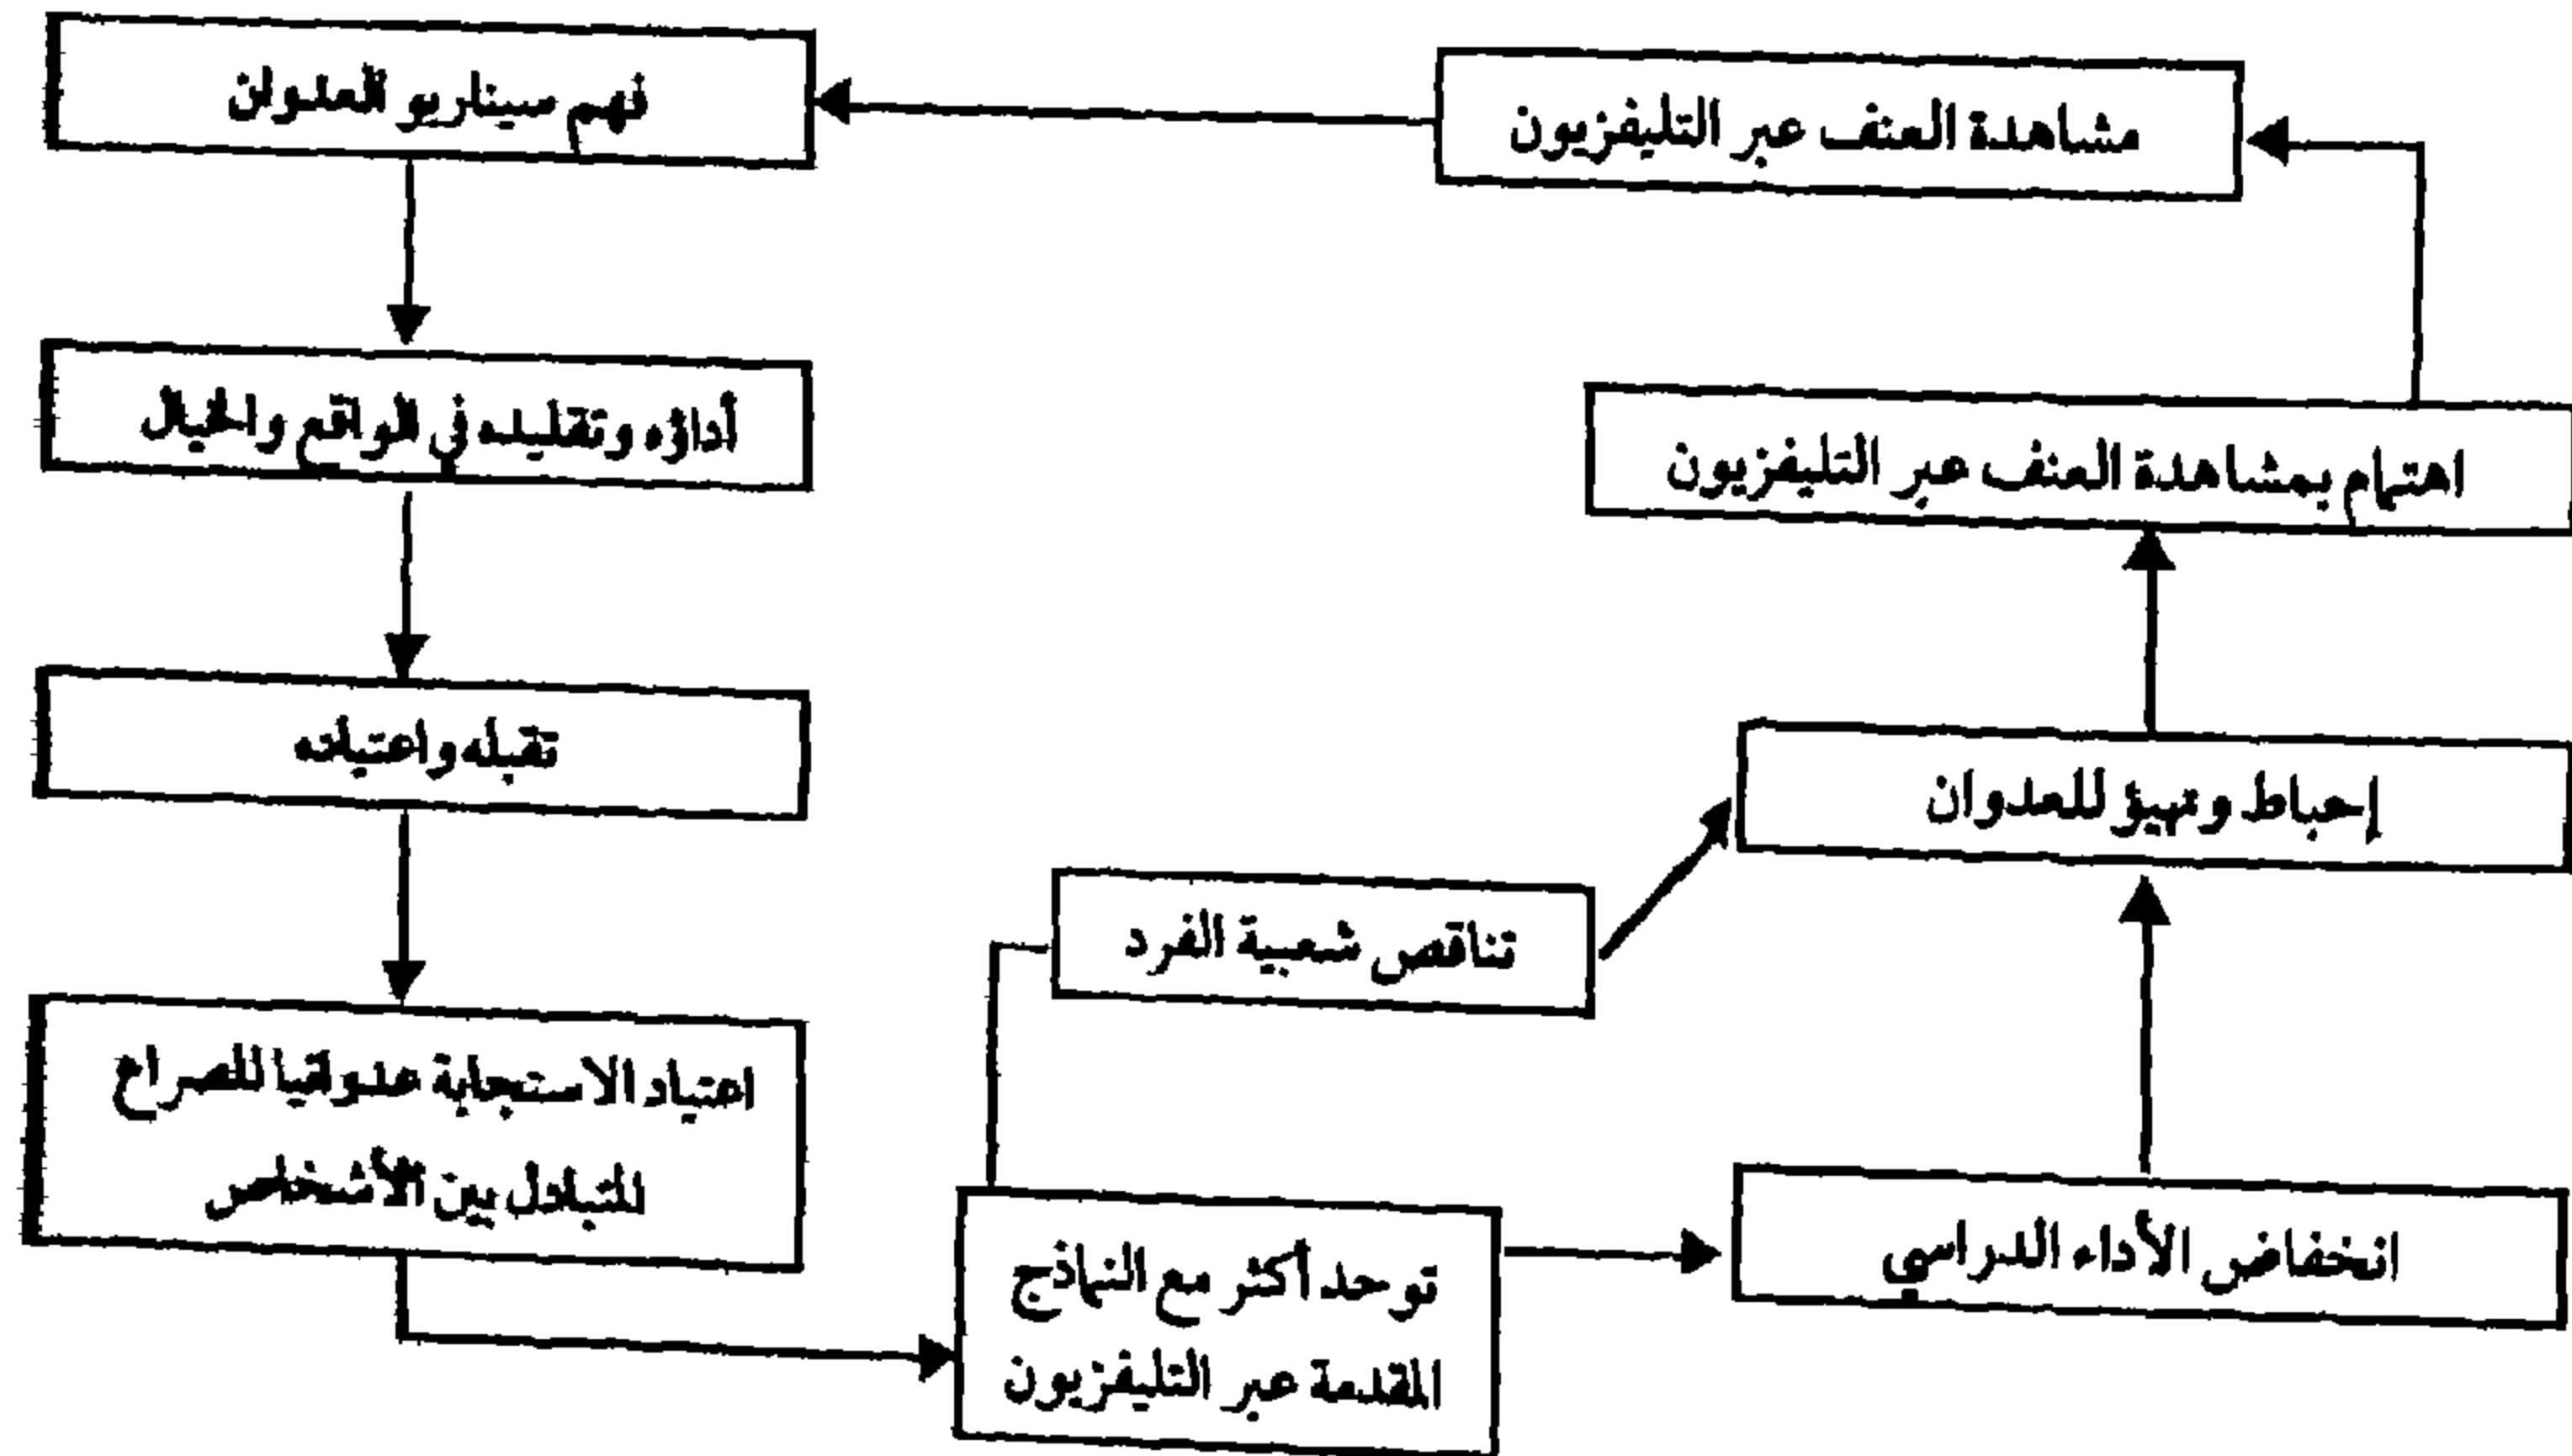 مشاهدة العنف عبر التليفزيون
فهم سيناريو العدوان
أداؤه وتقليده في الواقع والخيال
تقبله واعتياده
اعتياد الاستجابة عدوانيا للصراع
المتبادل بين الأشخاص
توحد أكثر مع النماذج
المقدمة عبر التليفزيون
تناقص شعبية الفرد
انخفاض الأداء الدراسي
إحباط وتهيؤ للعدوان
اهتمام بمشاهدة العنف عبر التليفزيون